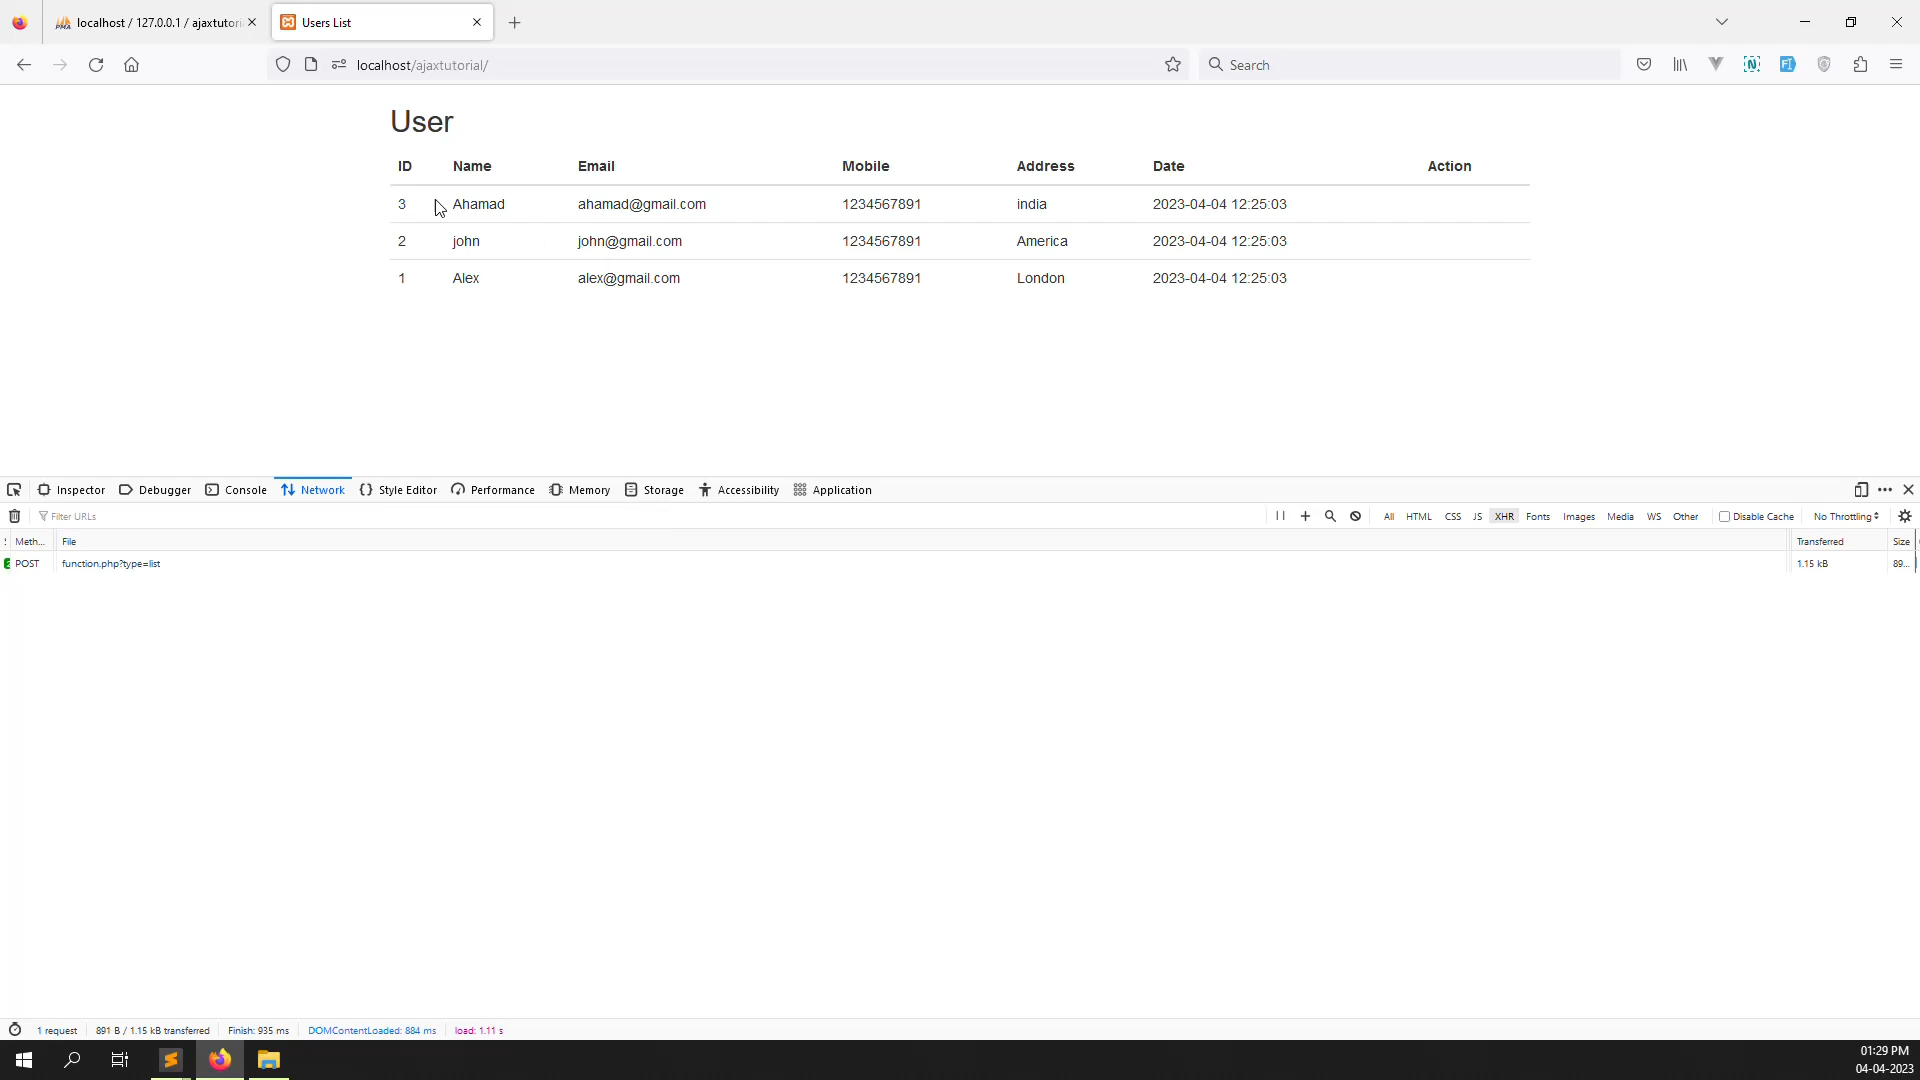 localhost / 127.0.0.1 / ajaxtutori
Users List
localhost/ajaxtutorial/
Search
User
ID Name Email Mobile Address Date Action
3 Ahamad ahamad@gmail.com 1234567891 india 2023-04-04 12:25:03
2 john john@gmail.com 1234567891 America 2023-04-04 12:25:03
1 Alex alex@gmail.com 1234567891 London 2023-04-04 12:25:03
Inspector Debugger Console Network Style Editor Performance Memory Storage Accessibility Application
Filter URLs All HTML CSS JS XHR Fonts Images Media WS Other Disable Cache No Throttling
Meth... File Transferred Size
POST function.php?type=list 1.15 kB 89...
1 request 891 B / 1.15 kB transferred Finish: 935 ms DOMContentLoaded: 884 ms load: 1.11 s
01:29 PM
04-04-2023